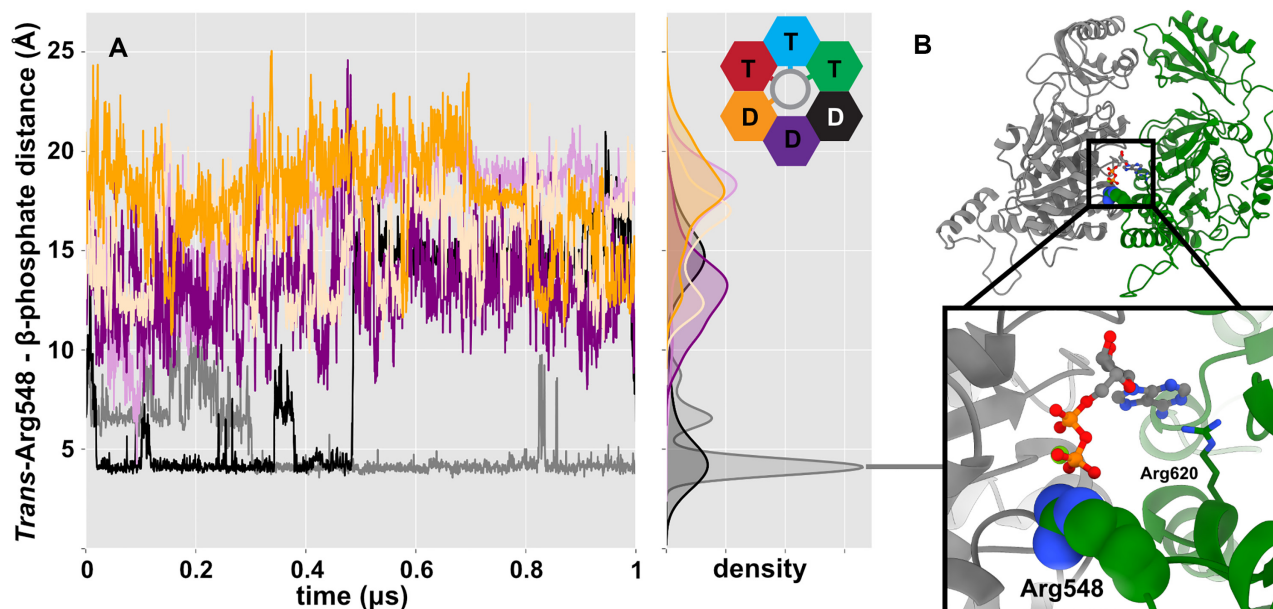 A
Trans-Arg548 - β-phosphate distance (Å)
25
20
15
10
5
0
0.2
0.4
0.6
0.8
1
time (μs)
density
T
T
T
D
D
D
B
Arg620
Arg548